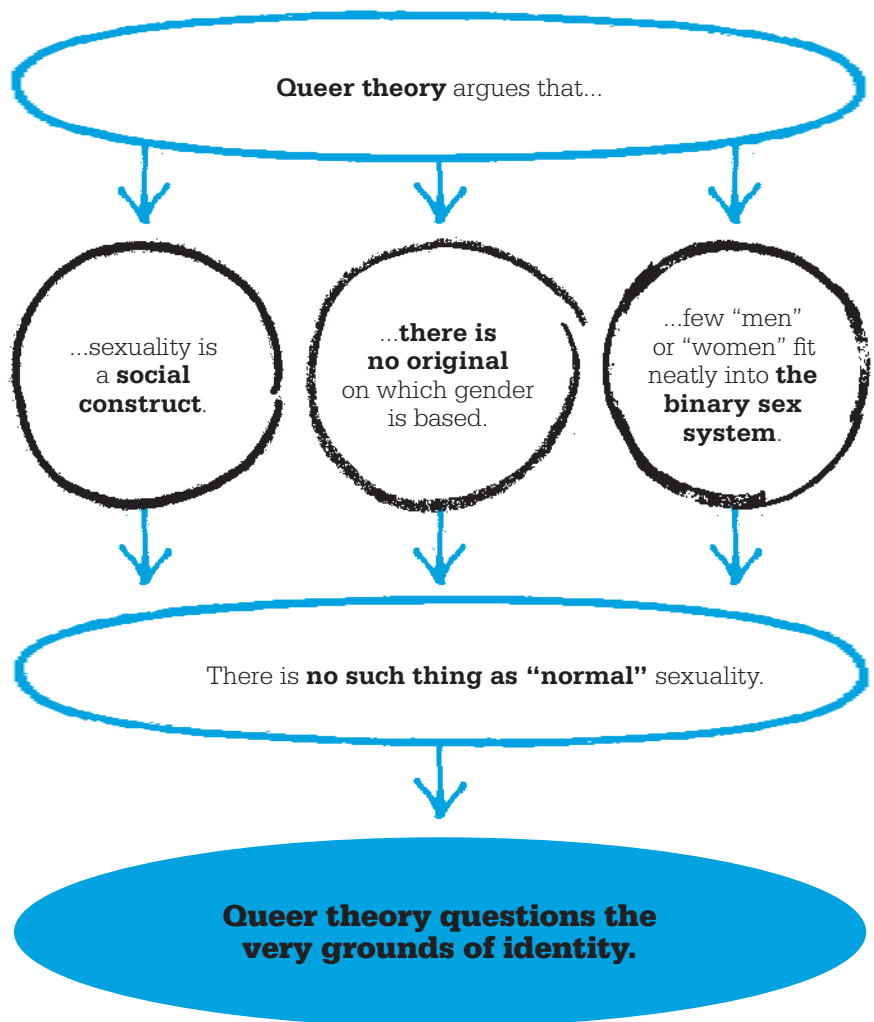 Queer theory argues that...
...sexuality is
a social
construct.
...there is
no original
on which gender
is based.
...few “men”
or “women” fit
neatly into the
binary sex
system.
There is no such thing as “normal” sexuality.
Queer theory questions the
very grounds of identity.